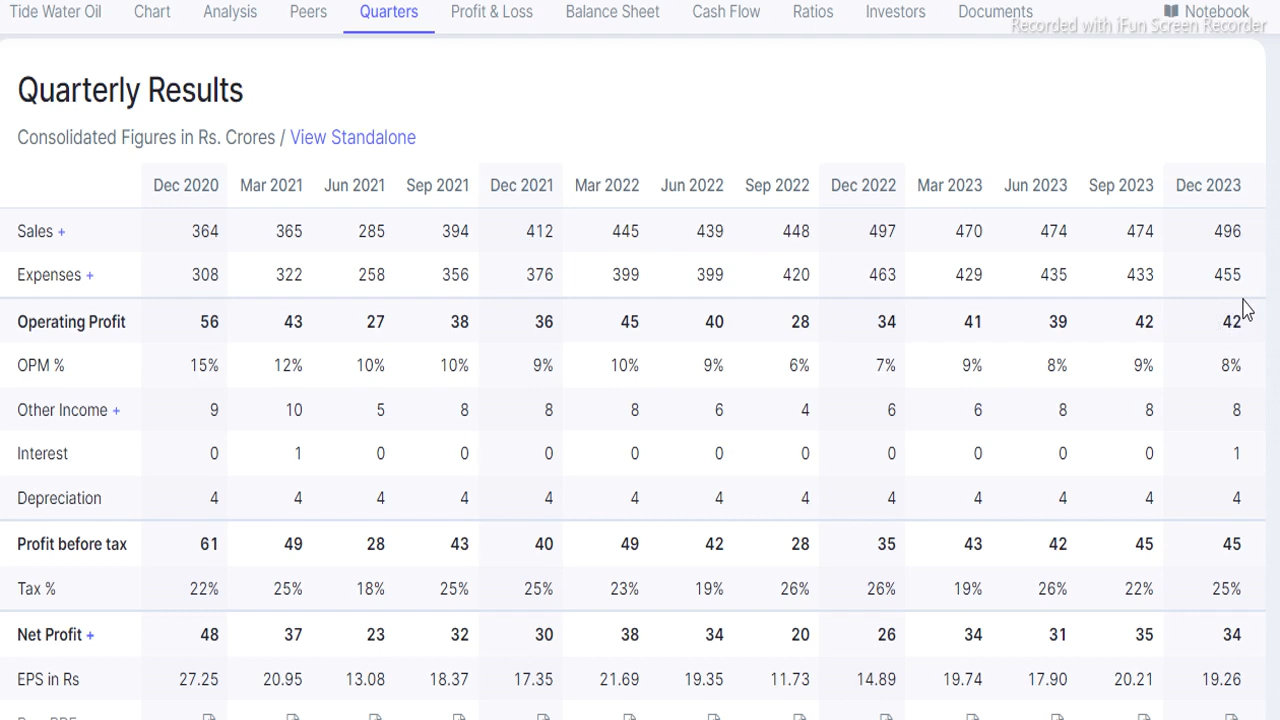 Tide Water Oil Chart Analysis Peers Quarters Profit & Loss Balance Sheet Cash Flow Ratios Investors Documents Notebook
Recorded with iFun Screen Recorder
Quarterly Results
Consolidated Figures in Rs. Crores / View Standalone
Dec 2020 Mar 2021 Jun 2021 Sep 2021 Dec 2021 Mar 2022 Jun 2022 Sep 2022 Dec 2022 Mar 2023 Jun 2023 Sep 2023 Dec 2023
Sales + 364 365 285 394 412 445 439 448 497 470 474 474 496
Expenses + 308 322 258 356 376 399 399 420 463 429 435 433 455
Operating Profit 56 43 27 38 36 45 40 28 34 41 39 42 42
OPM % 15% 12% 10% 10% 9% 10% 9% 6% 7% 9% 8% 9% 8%
Other Income + 9 10 5 8 8 8 6 4 6 6 8 8 8
Interest 0 1 0 0 0 0 0 0 0 0 0 0 1
Depreciation 4 4 4 4 4 4 4 4 4 4 4 4 4
Profit before tax 61 49 28 43 40 49 42 28 35 43 42 45 45
Tax % 22% 25% 18% 25% 25% 23% 19% 26% 26% 19% 26% 22% 25%
Net Profit + 48 37 23 32 30 38 34 20 26 34 31 35 34
EPS in Rs 27.25 20.95 13.08 18.37 17.35 21.69 19.35 11.73 14.89 19.74 17.90 20.21 19.26